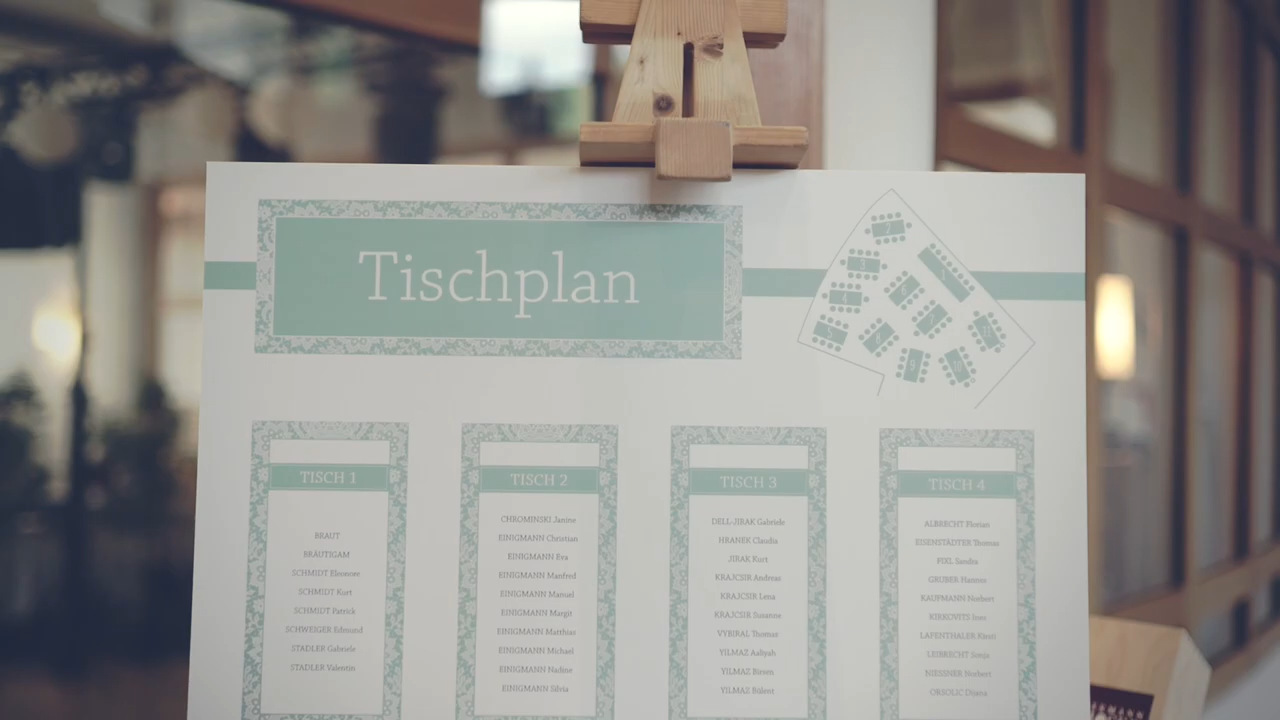 Tischplan
TISCH 1
BRAUT
BRÄUTIGAM
SCHMIDT Eleonore
SCHMIDT Kurt
SCHMIDT Patrick
SCHWEIGER Edmund
STADLER Gabriele
STADLER Valentin
TISCH 2
CHROMINSKI Janine
EINIGMANN Christian
EINIGMANN Eva
EINIGMANN Manfred
EINIGMANN Manuel
EINIGMANN Margit
EINIGMANN Matthias
EINIGMANN Michael
EINIGMANN Nadine
EINIGMANN Silvia
TISCH 3
DELL-JIRAK Gabriele
HRANEK Claudia
JIRAK Kurt
KRAJCSIR Andreas
KRAJCSIR Lena
KRAJCSIR Susanne
VYBIRAL Thomas
YILMAZ Aaliyah
YILMAZ Birsen
YILMAZ Bülent
TISCH 4
ALBRECHT Florian
EISENSTÄDTER Thomas
FIXL Sandra
GRUBER Hannes
KAUFMANN Norbert
KIRKOVITS Ines
LAFENTHALER Knuti
LEIBRECHT Sonja
NIESSNER Norbert
ORSOLIC Dijana